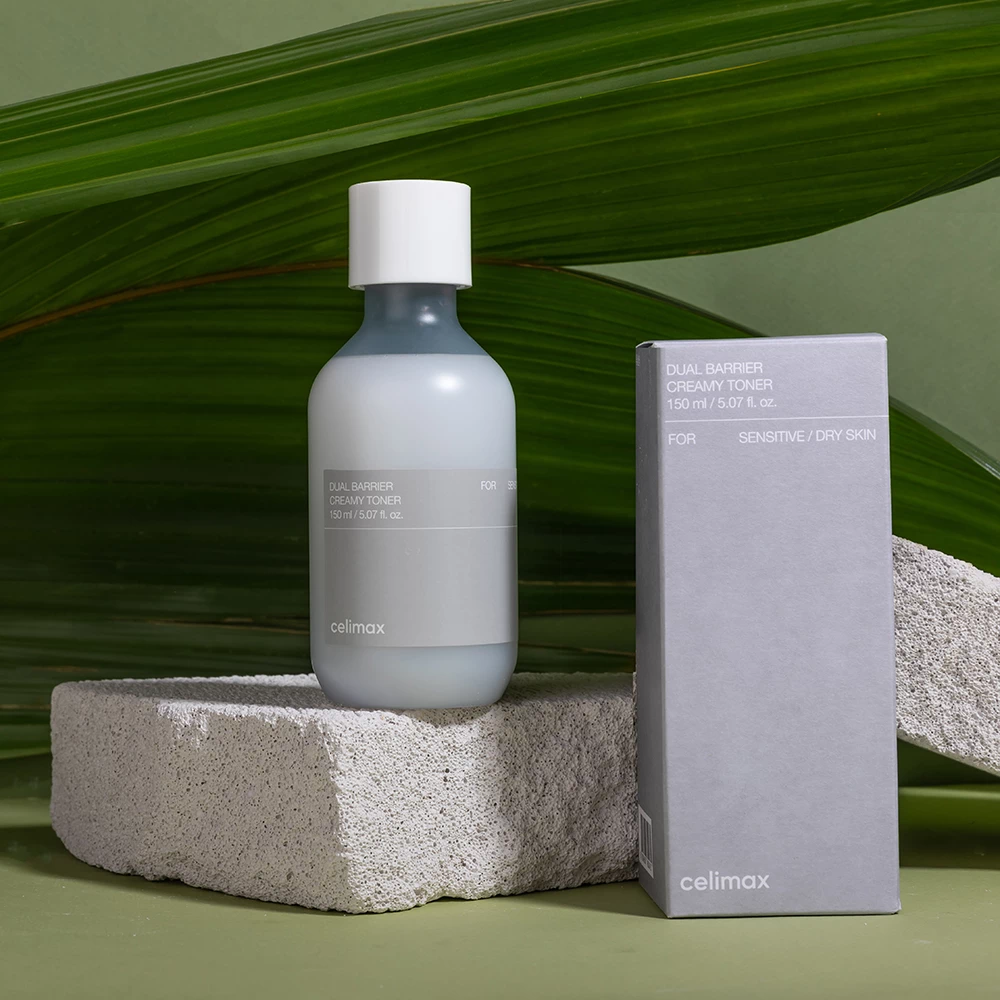 DUAL BARRIER
CREAMY TONER
150 ml / 5.07 fl. oz.
FOR
celimax
DUAL BARRIER
CREAMY TONER
150 ml / 5.07 fl. oz.
FOR SENSITIVE / DRY SKIN
celimax